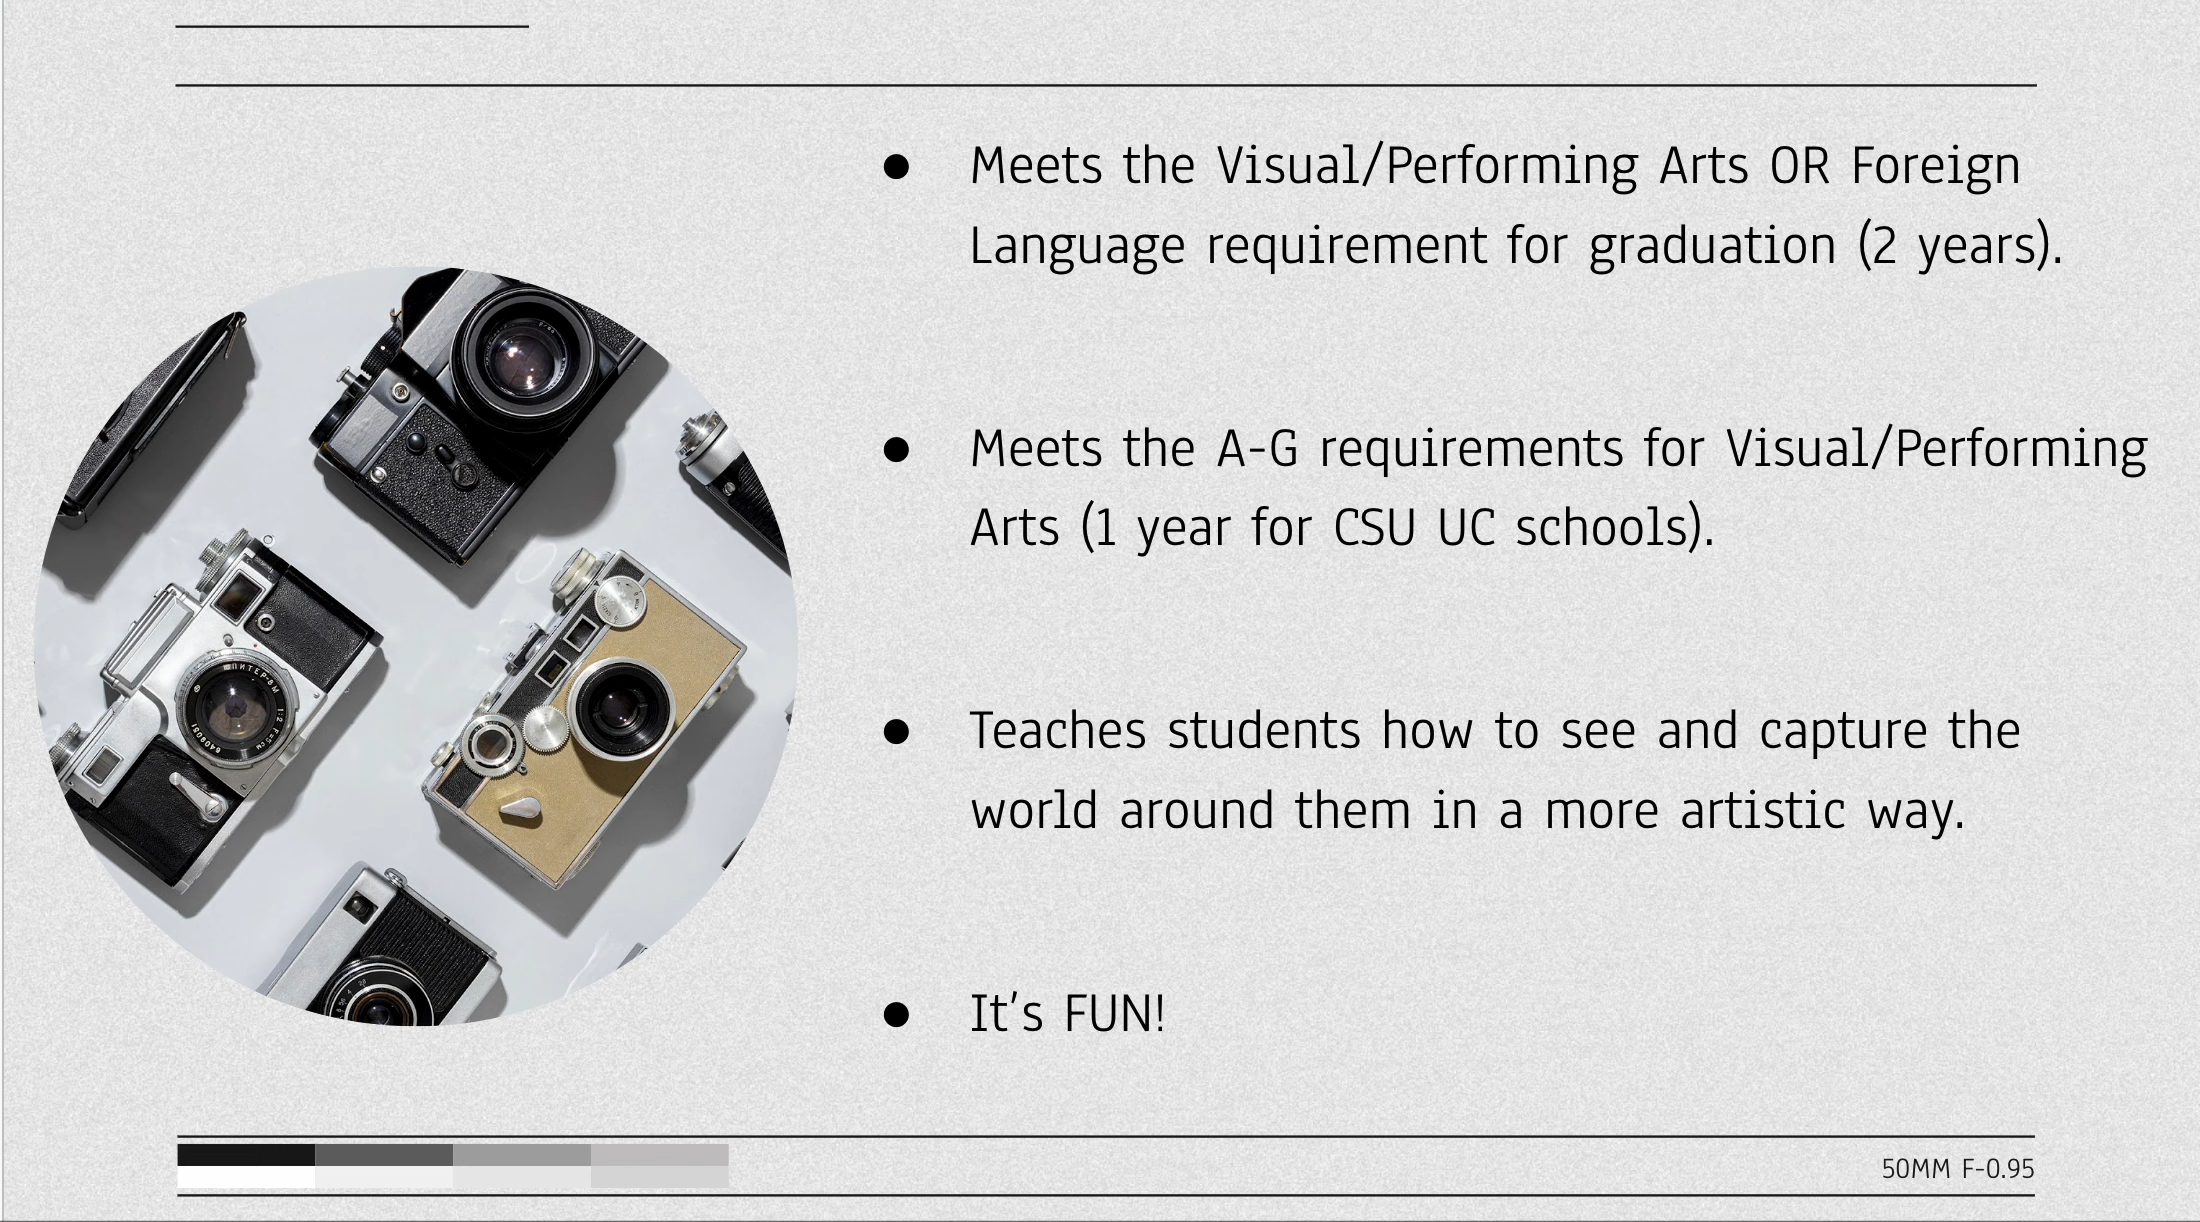 ● Meets the Visual/Performing Arts OR Foreign
Language requirement for graduation (2 years).
● Meets the A-G requirements for Visual/Performing
Arts (1 year for CSU UC schools).
● Teaches students how to see and capture the
world around them in a more artistic way.
● It's FUN!
50MM F-0.95